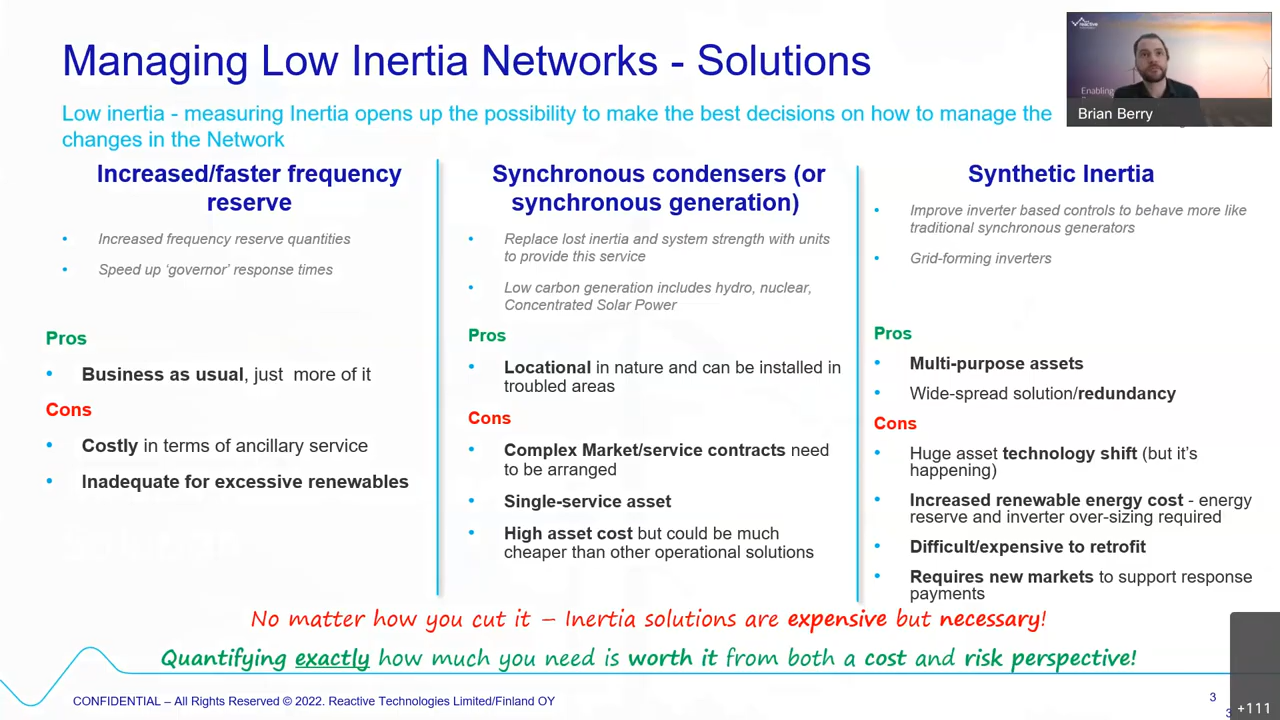 Managing Low Inertia Networks - Solutions
Low inertia - measuring Inertia opens up the possibility to make the best decisions on how to manage the
changes in the Network
reactive
Enabling
Brian Berry
Increased/faster frequency
reserve
• Increased frequency reserve quantities
• Speed up ‘governor’ response times
Pros
• Business as usual, just more of it
Cons
• Costly in terms of ancillary service
• Inadequate for excessive renewables
Synchronous condensers (or
synchronous generation)
• Replace lost inertia and system strength with units
to provide this service
• Low carbon generation includes hydro, nuclear,
Concentrated Solar Power
Pros
• Locational in nature and can be installed in
troubled areas
Cons
• Complex Market/service contracts need
to be arranged
• Single-service asset
• High asset cost but could be much
cheaper than other operational solutions
Synthetic Inertia
• Improve inverter based controls to behave more like
traditional synchronous generators
• Grid-forming inverters
Pros
• Multi-purpose assets
• Wide-spread solution/redundancy
Cons
• Huge asset technology shift (but it’s
happening)
• Increased renewable energy cost - energy
reserve and inverter over-sizing required
• Difficult/expensive to retrofit
• Requires new markets to support response
payments
No matter how you cut it – Inertia solutions are expensive but necessary!
Quantifying exactly how much you need is worth it from both a cost and risk perspective!
CONFIDENTIAL – All Rights Reserved © 2022. Reactive Technologies Limited/Finland OY
3
+111